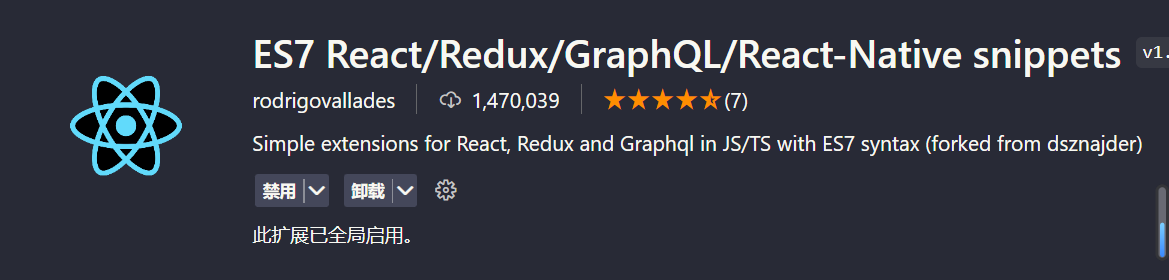 ES7 React/Redux/GraphQL/React-Native snippets v1.
rodrigovallades 1,470,039 (7)
Simple extensions for React, Redux and Graphql in JS/TS with ES7 syntax (forked from dsznajder)
禁用 卸载
此扩展已全局启用。